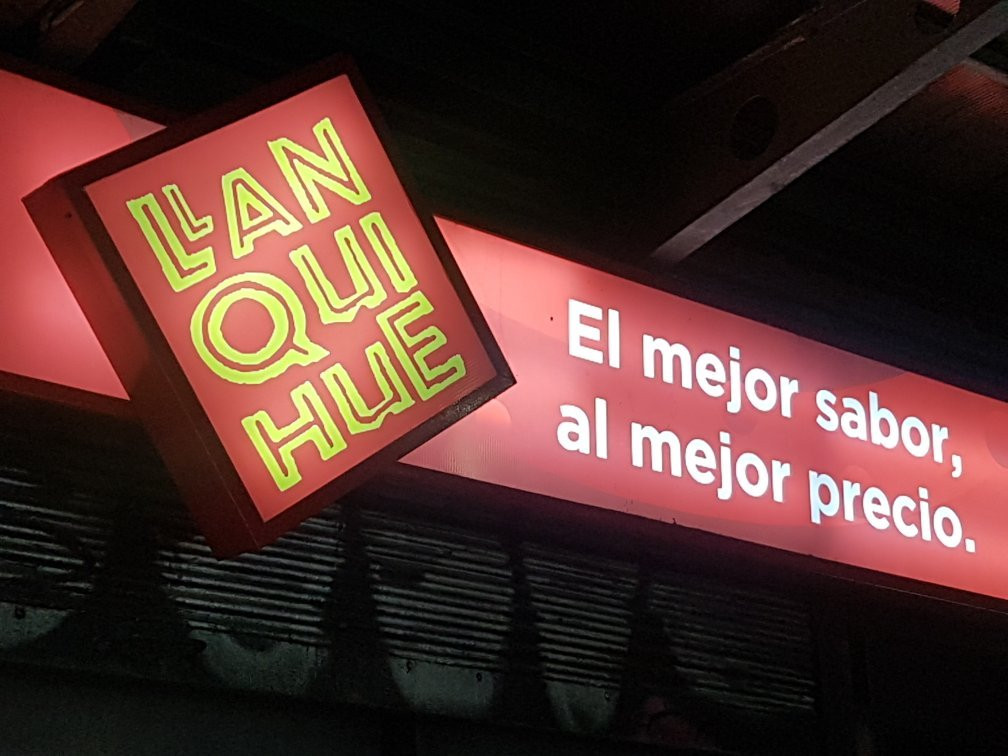 LLAN
QUI
HUE
El mejor sabor,
al mejor precio.